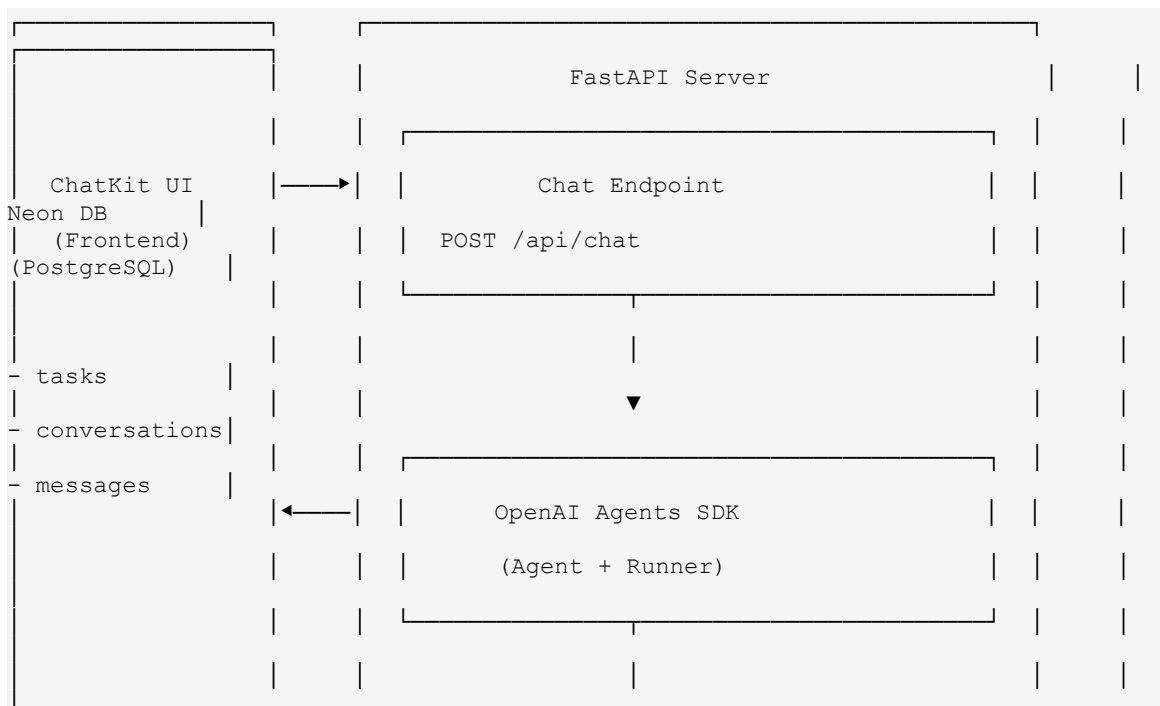 FastAPI Server
ChatKit UI Chat Endpoint
Neon DB
(Frontend) POST /api/chat
(PostgreSQL)
- tasks
- conversations
- messages
OpenAI Agents SDK
(Agent + Runner)